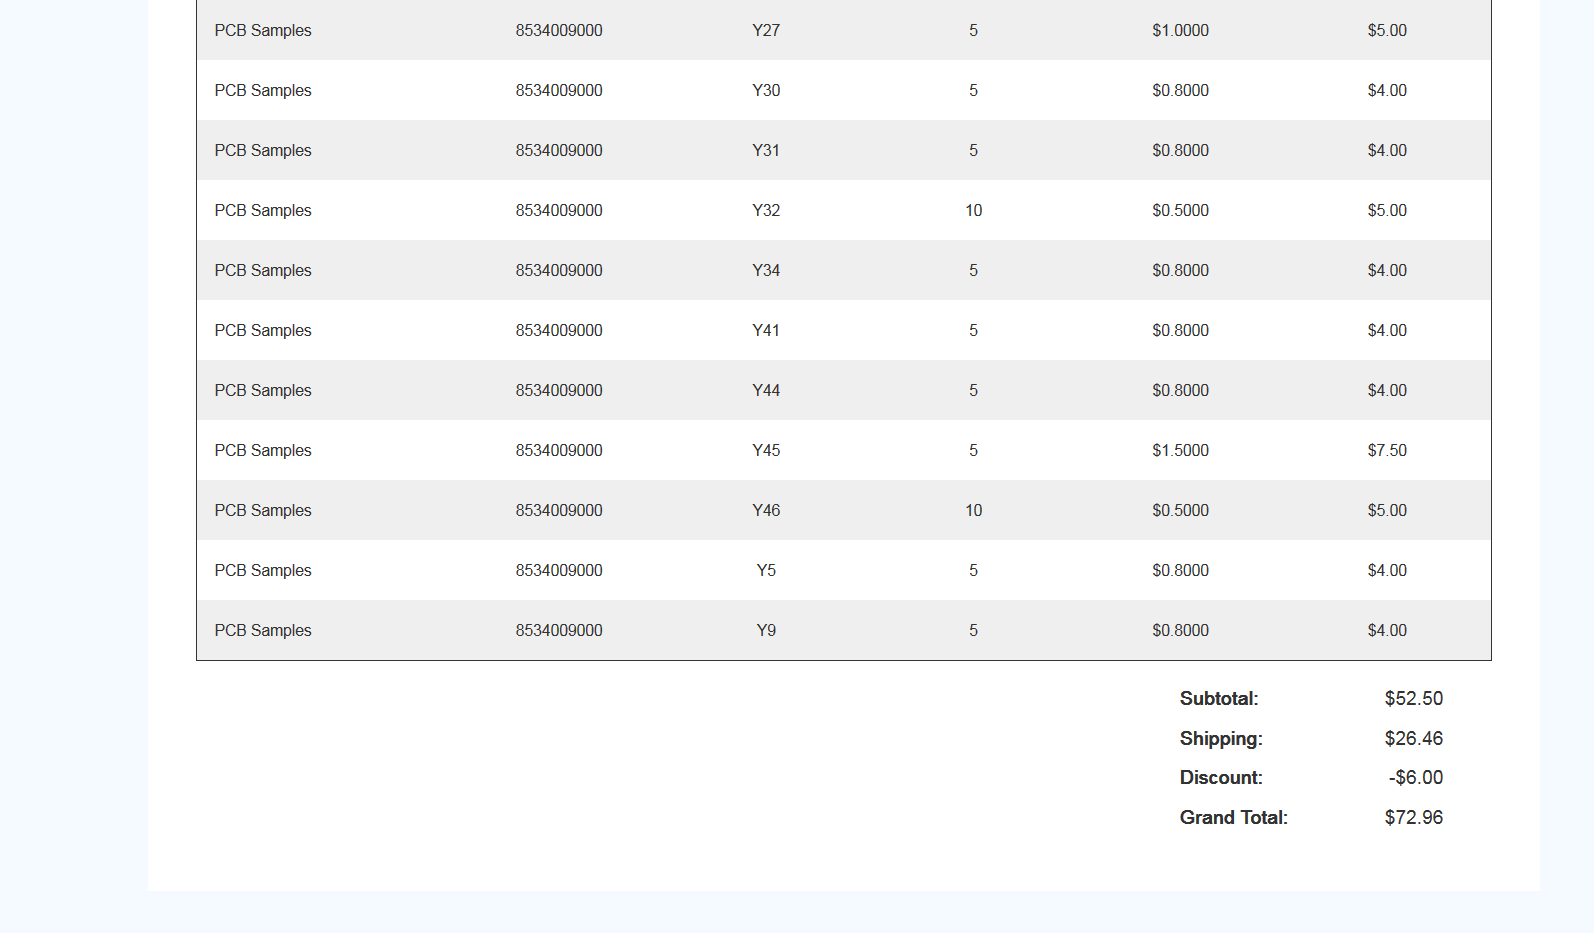 PCB Samples 8534009000 Y27 5 $1.0000 $5.00
PCB Samples 8534009000 Y30 5 $0.8000 $4.00
PCB Samples 8534009000 Y31 5 $0.8000 $4.00
PCB Samples 8534009000 Y32 10 $0.5000 $5.00
PCB Samples 8534009000 Y34 5 $0.8000 $4.00
PCB Samples 8534009000 Y41 5 $0.8000 $4.00
PCB Samples 8534009000 Y44 5 $0.8000 $4.00
PCB Samples 8534009000 Y45 5 $1.5000 $7.50
PCB Samples 8534009000 Y46 10 $0.5000 $5.00
PCB Samples 8534009000 Y5 5 $0.8000 $4.00
PCB Samples 8534009000 Y9 5 $0.8000 $4.00
Subtotal: $52.50
Shipping: $26.46
Discount: -$6.00
Grand Total: $72.96